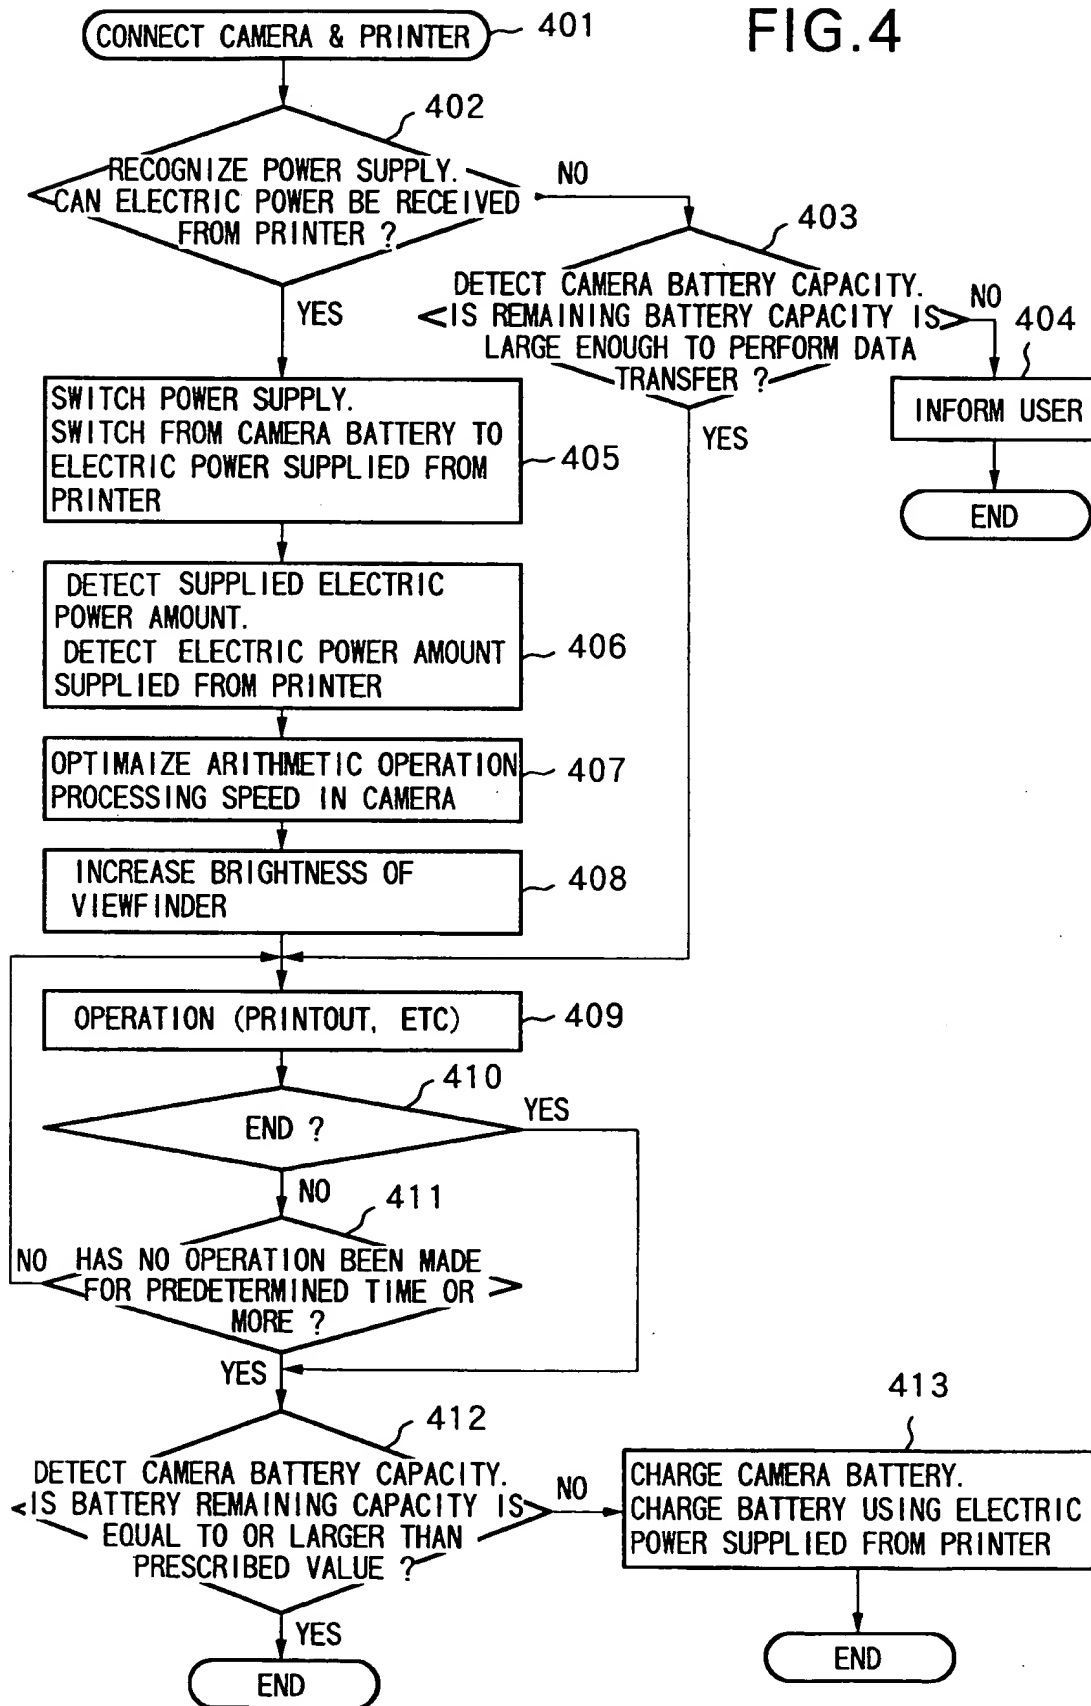 FIG.4
CONNECT CAMERA & PRINTER
401
402
RECOGNIZE POWER SUPPLY.
CAN ELECTRIC POWER BE RECEIVED
FROM PRINTER ?
NO
YES
403
DETECT CAMERA BATTERY CAPACITY.
IS REMAINING BATTERY CAPACITY IS
LARGE ENOUGH TO PERFORM DATA
TRANSFER ?
NO
YES
404
INFORM USER
END
SWITCH POWER SUPPLY.
SWITCH FROM CAMERA BATTERY TO
ELECTRIC POWER SUPPLIED FROM
PRINTER
405
DETECT SUPPLIED ELECTRIC
POWER AMOUNT.
DETECT ELECTRIC POWER AMOUNT
SUPPLIED FROM PRINTER
406
OPTIMAIZE ARITHMETIC OPERATION
PROCESSING SPEED IN CAMERA
407
INCREASE BRIGHTNESS OF
VIEWFINDER
408
OPERATION (PRINTOUT, ETC)
409
410
END ?
YES
NO
411
HAS NO OPERATION BEEN MADE
FOR PREDETERMINED TIME OR
MORE ?
NO
YES
412
DETECT CAMERA BATTERY CAPACITY.
IS BATTERY REMAINING CAPACITY IS
EQUAL TO OR LARGER THAN
PRESCRIBED VALUE ?
NO
YES
END
413
CHARGE CAMERA BATTERY.
CHARGE BATTERY USING ELECTRIC
POWER SUPPLIED FROM PRINTER
END